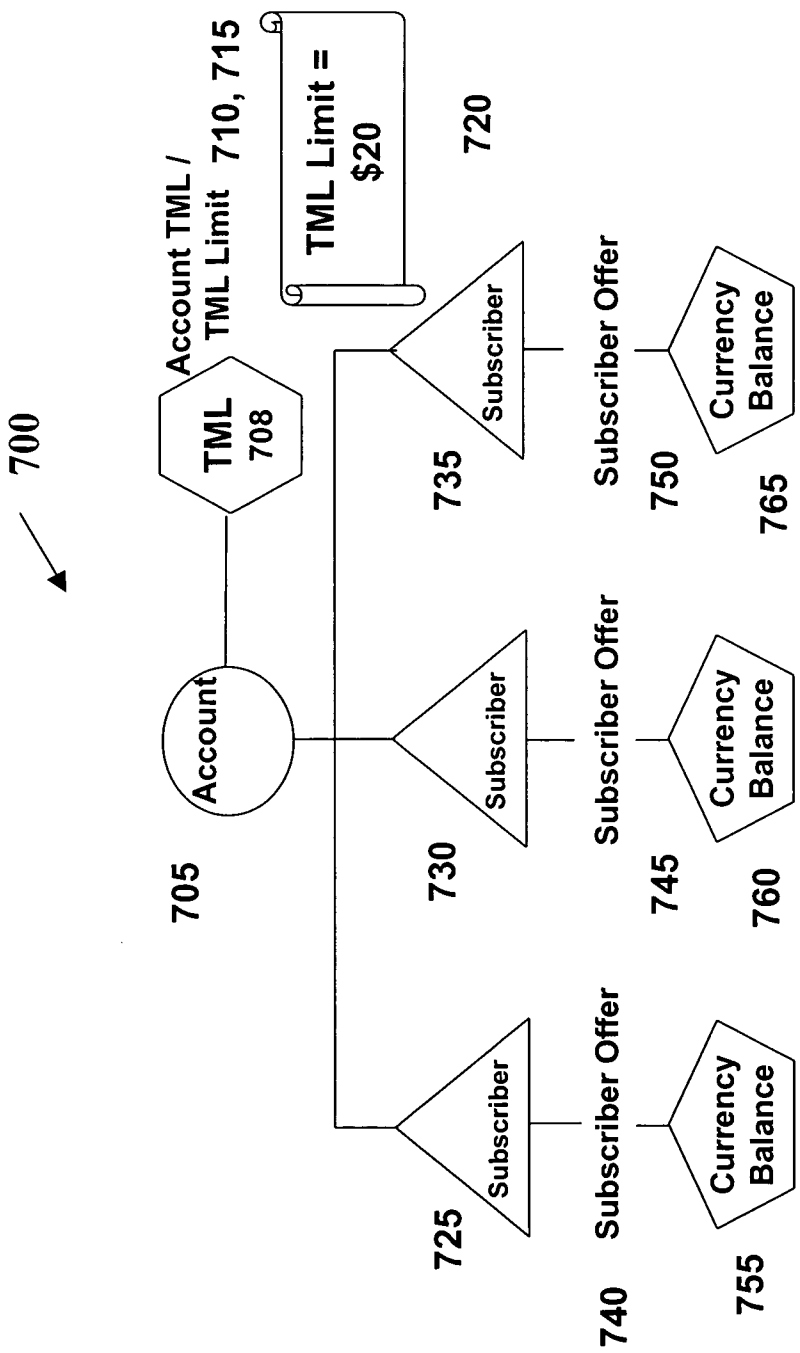 700
Account TML /
TML Limit 710, 715
TML
708
TML Limit =
$20
720
Account
705
Subscriber
725
Subscriber
730
Subscriber
735
Subscriber Offer
740
Subscriber Offer
745
Subscriber Offer
750
Currency
Balance
755
Currency
Balance
760
Currency
Balance
765